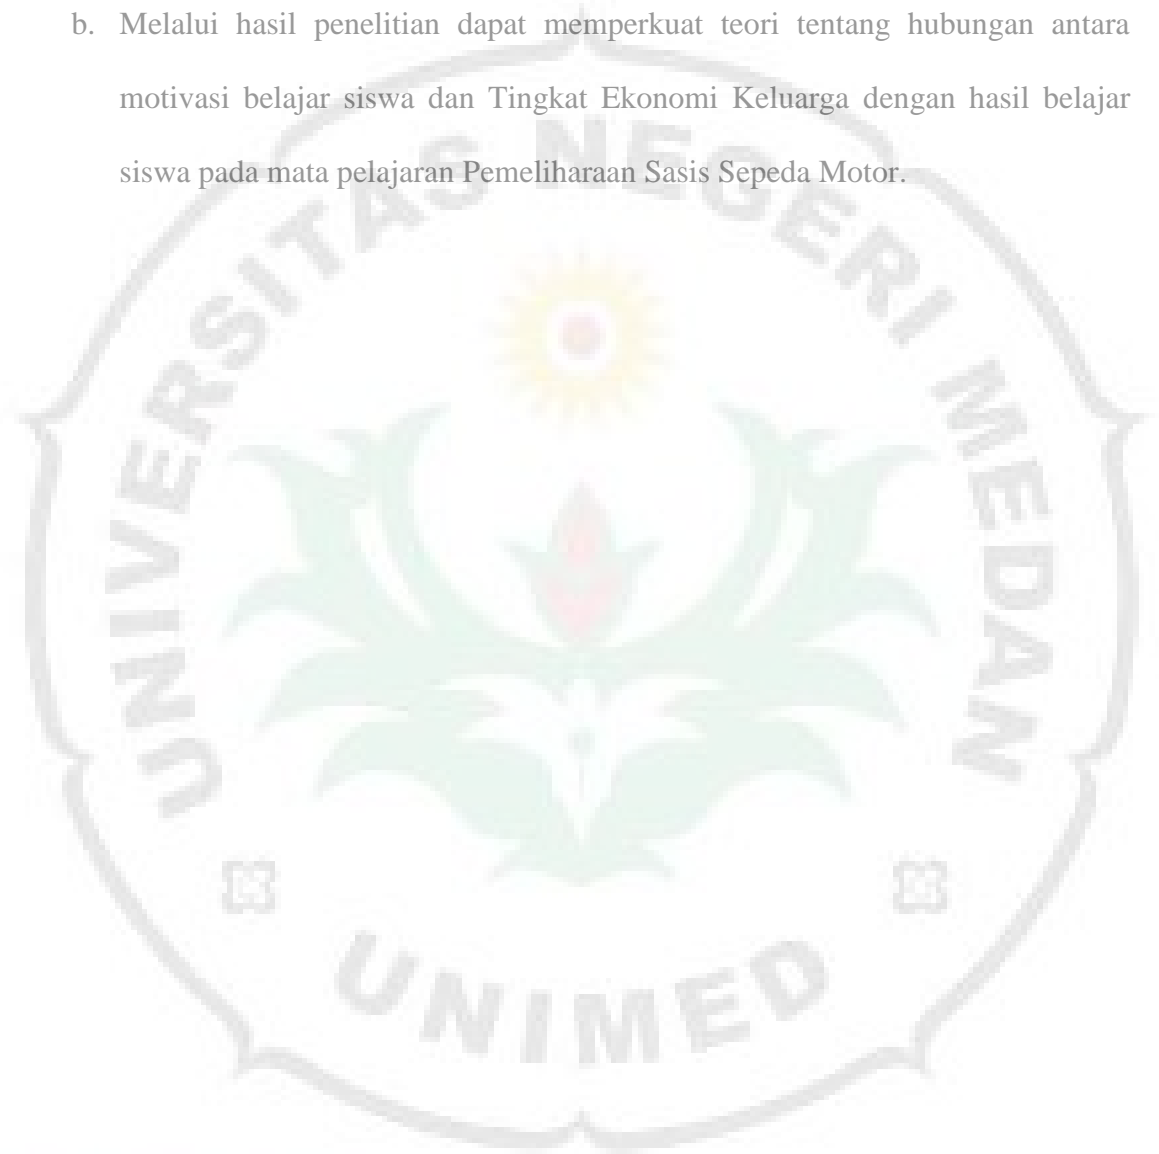 b. Melalui hasil penelitian dapat memperkuat teori tentang hubungan antara
motivasi belajar siswa dan Tingkat Ekonomi Keluarga dengan hasil belajar
siswa pada mata pelajaran Pemeliharaan Sasis Sepeda Motor.
UNIVERSITAS NEGERI MEDAN
UNIMED